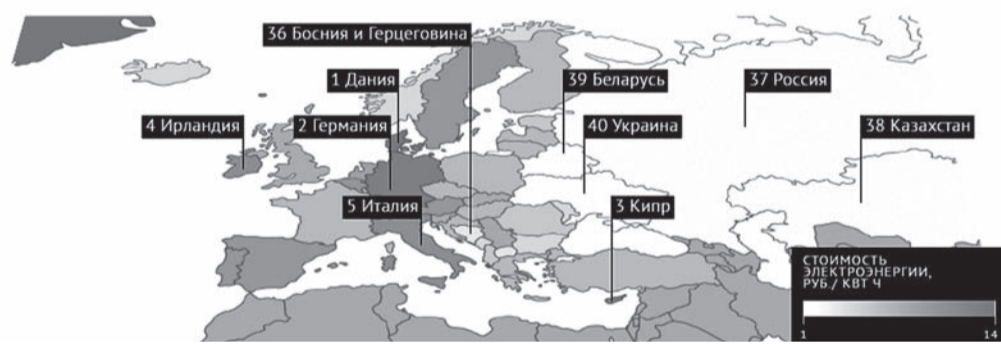 36 Босния и Герцеговина
1 Дания
39 Беларусь
37 Россия
4 Ирландия
2 Германия
40 Украина
38 Казахстан
5 Италия
3 Кипр
СТОИМОСТЬ
ЭЛЕКТРОЭНЕРГИИ,
РУБ./ КВТ Ч
1
14